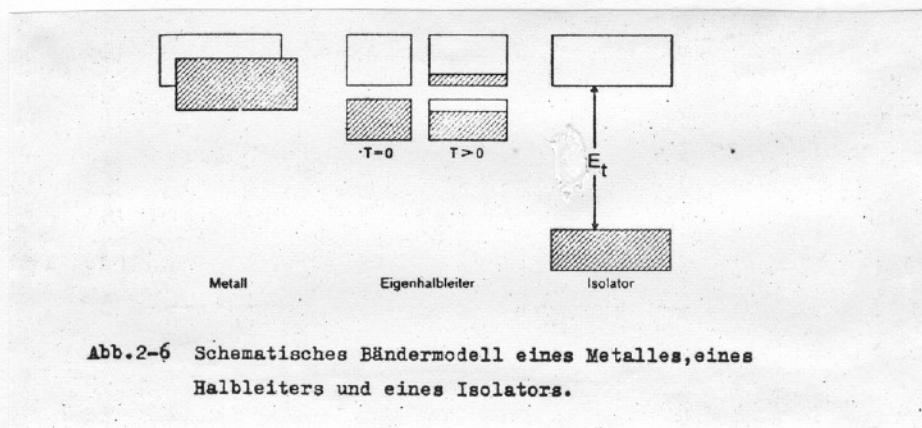 ·T=0
T>0
E_t
Metall
Eigenhalbleiter
Isolator
Abb.2-6 Schematisches Bändermodell eines Metalles,eines
Halbleiters und eines Isolators.